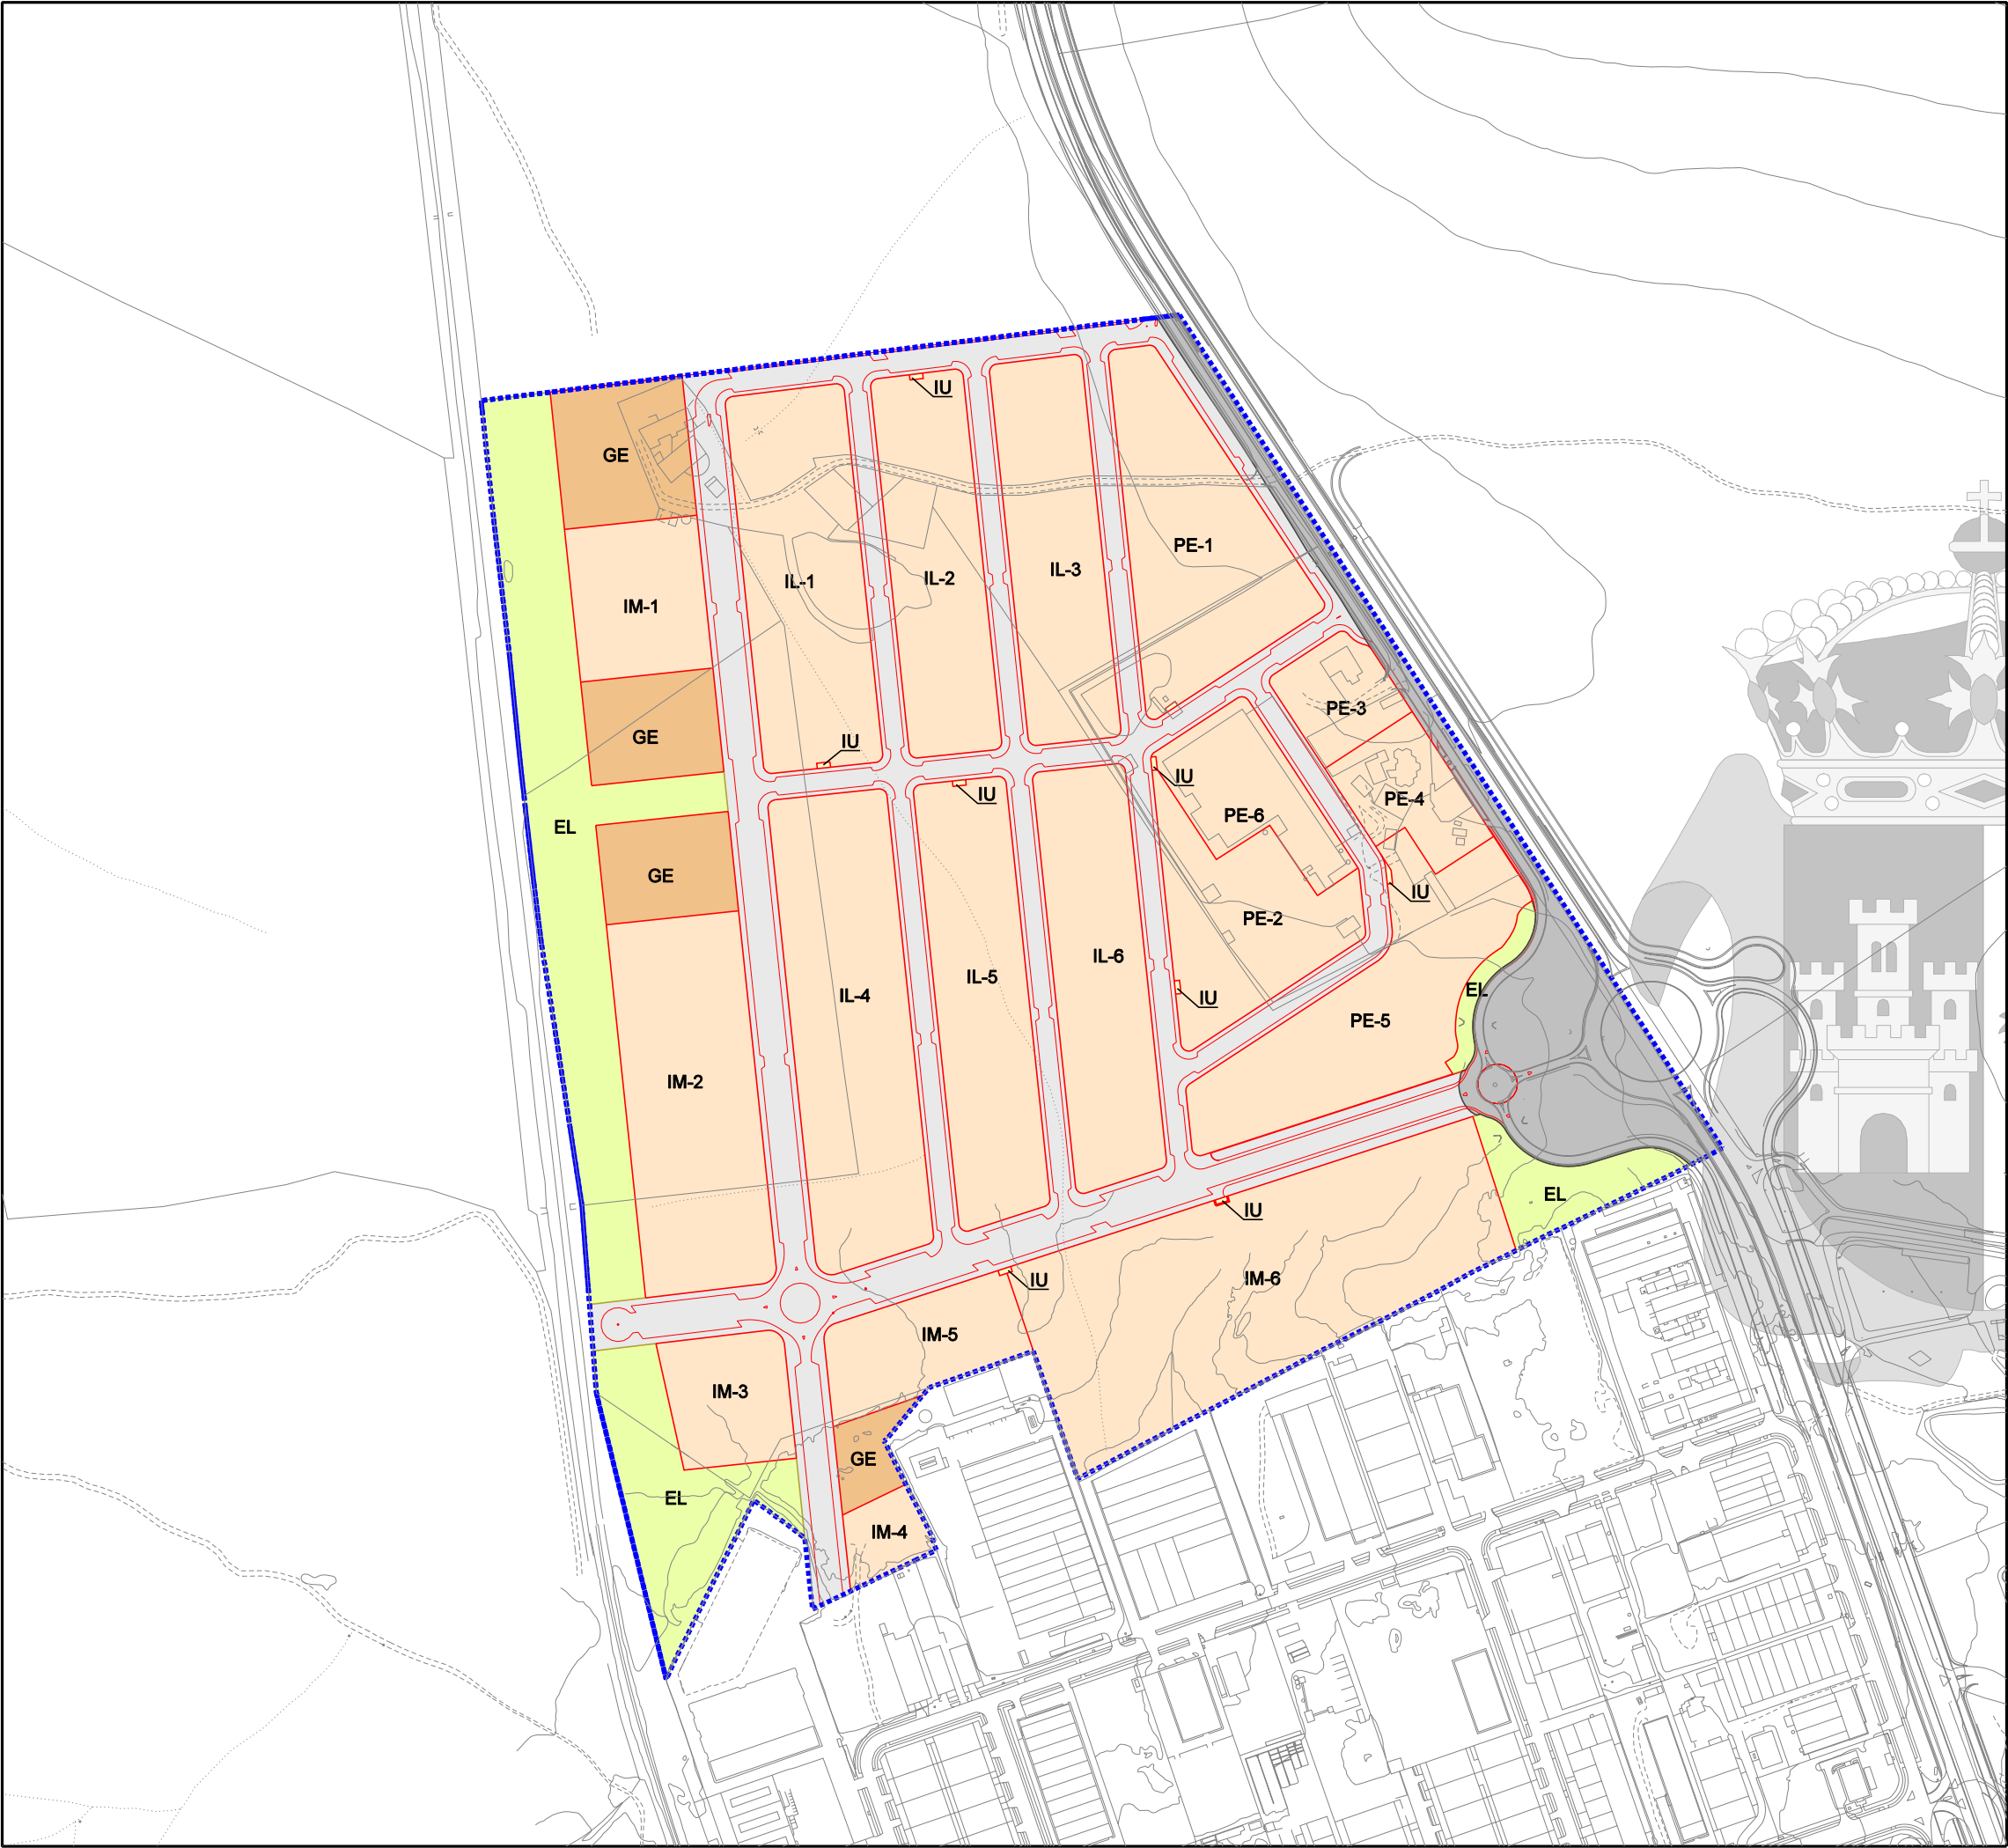 IU
GE
PE-1
IL-3
IL-2
IL-1
IM-1
PE-3
GE
IU
IU
IU
PE-4
PE-6
EL
GE
IU
PE-2
IL-6
IL-5
EL
IL-4
IU
PE-5
IM-2
EL
IU
IU
IM-6
IM-5
IM-3
GE
EL
IM-4